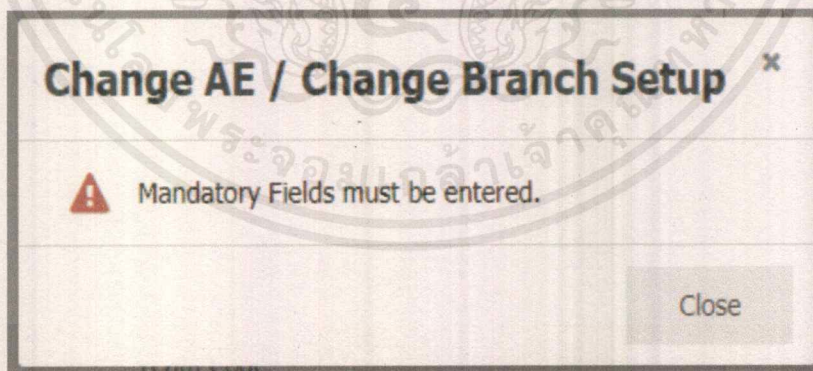 Change AE / Change Branch Setup ×
Mandatory Fields must be entered.
Close